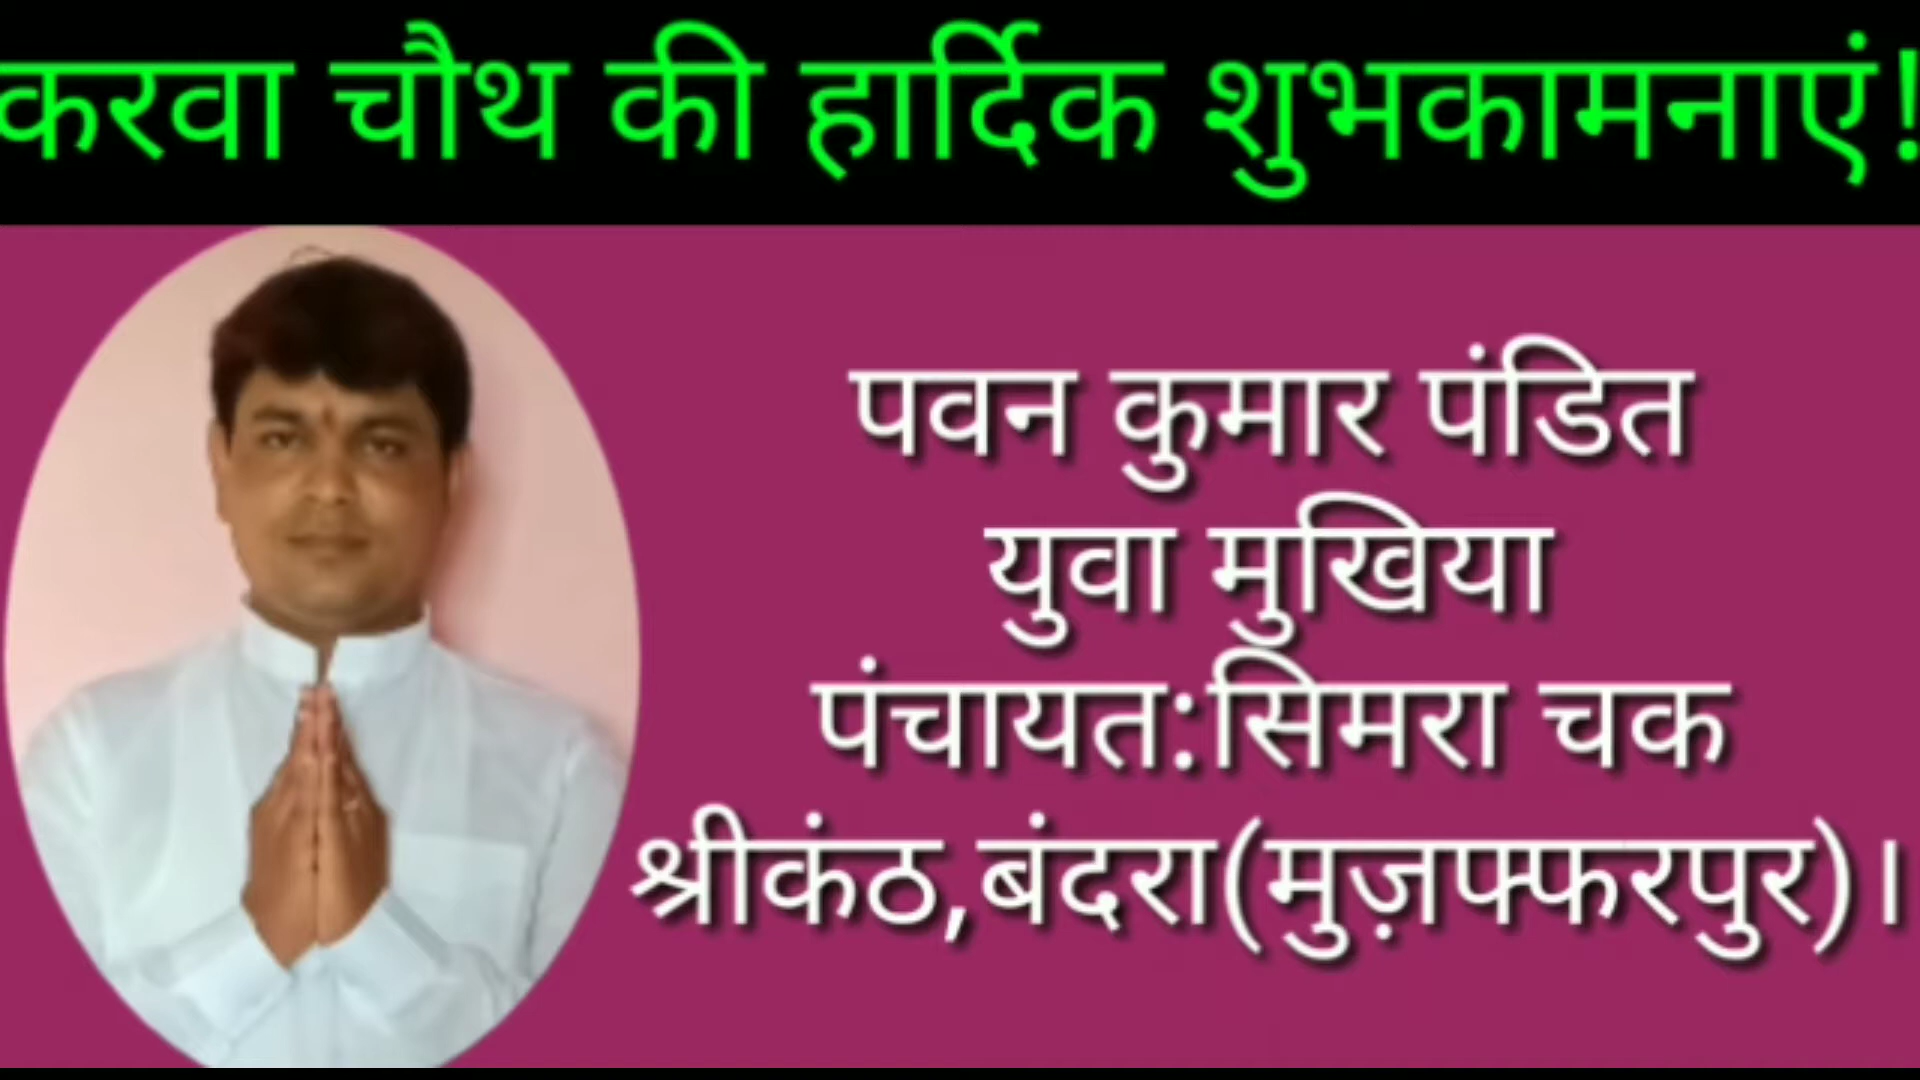 करवा चौथ की हार्दिक शुभकामनाएं!
पवन कुमार पंडित
युवा मुखिया
पंचायत:सिमरा चक
श्रीकंठ,बंदरा(मुज़फ्फरपुर)।